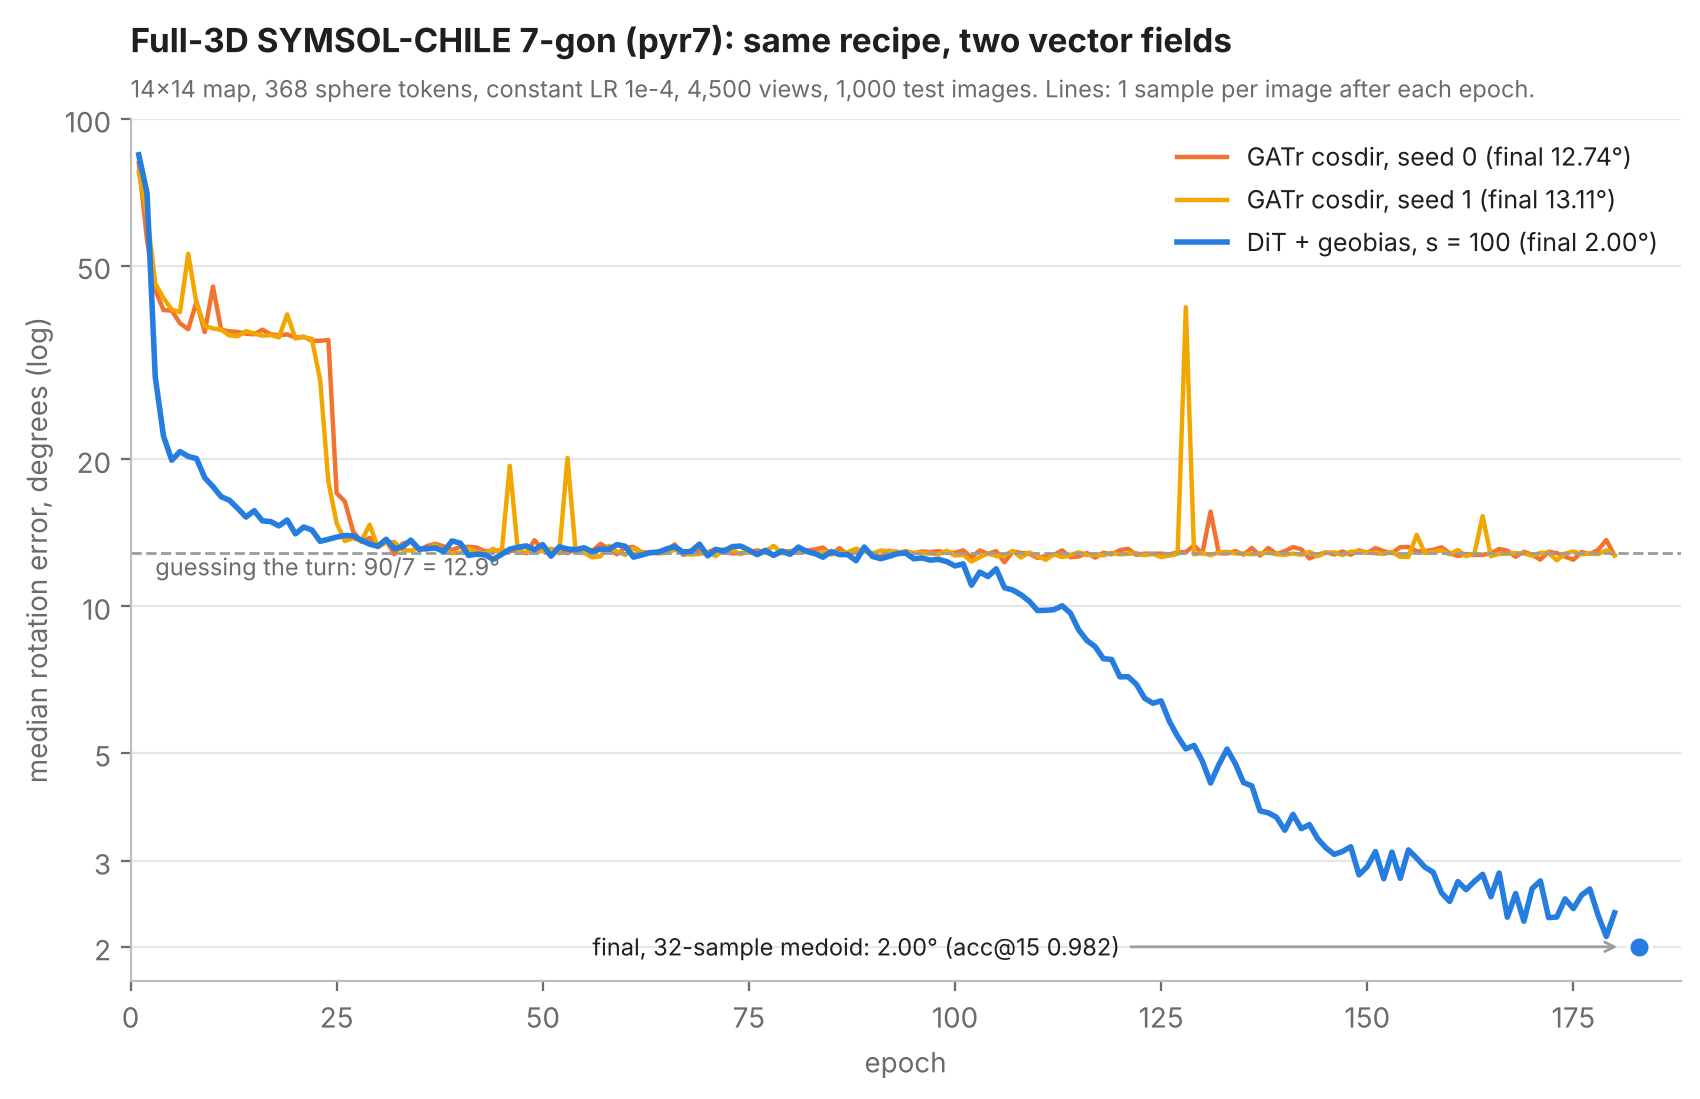 Full-3D SYMSOL-CHILE 7-gon (pyr7): same recipe, two vector fields
14×14 map, 368 sphere tokens, constant LR 1e-4, 4,500 views, 1,000 test images. Lines: 1 sample per image after each epoch.
GATr cosdir, seed 0 (final 12.74°)
GATr cosdir, seed 1 (final 13.11°)
DiT + geobias, s = 100 (final 2.00°)
median rotation error, degrees (log)
100
50
20
10
5
3
2
guessing the turn: 90/7 = 12.9°
final, 32-sample medoid: 2.00° (acc@15 0.982)
0 25 50 75 100 125 150 175
epoch